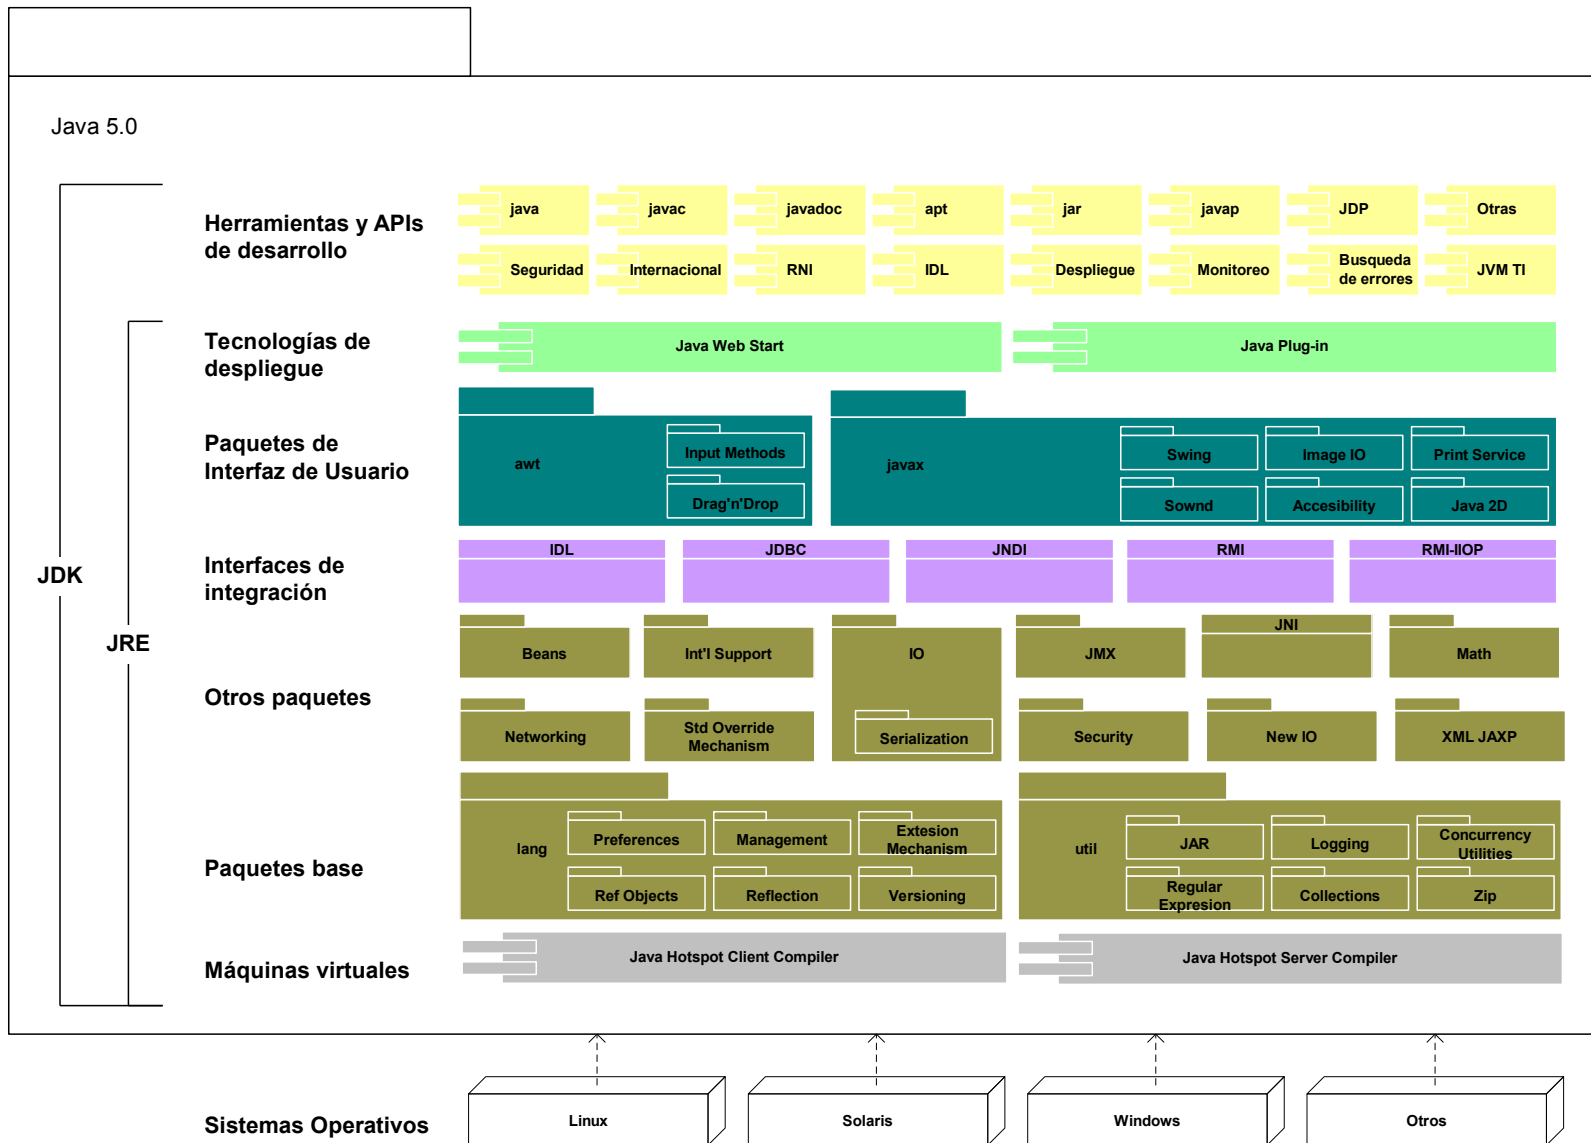 Java 5.0
Herramientas y APIs
de desarrollo
java
javac
javadoc
apt
jar
javap
JDP
Otras
Seguridad
Internacional
RNI
IDL
Despliegue
Monitoreo
Busqueda
de errores
JVM TI
Tecnologías de
despliegue
Java Web Start
Java Plug-in
Paquetes de
Interfaz de Usuario
awt
Input Methods
Drag'n'Drop
javax
Swing
Image IO
Print Service
Sownd
Accesibility
Java 2D
JDK
Interfaces de
integración
IDL
JDBC
JNDI
RMI
RMI-IIOP
JRE
Otros paquetes
Beans
Int'l Support
IO
JMX
JNI
Math
Networking
Std Override
Mechanism
Serialization
Security
New IO
XML JAXP
Paquetes base
lang
Preferences
Management
Extesion
Mechanism
Ref Objects
Reflection
Versioning
util
JAR
Logging
Concurrency
Utilities
Regular
Expresion
Collections
Zip
Máquinas virtuales
Java Hotspot Client Compiler
Java Hotspot Server Compiler
Sistemas Operativos
Linux
Solaris
Windows
Otros